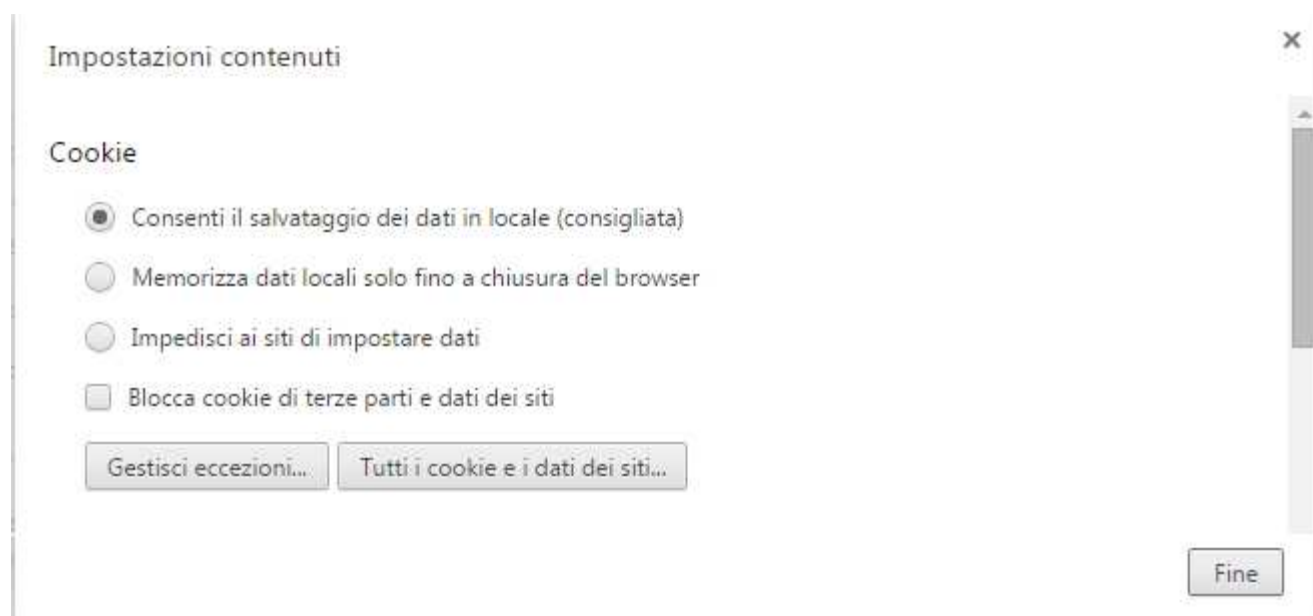 Impostazioni contenuti
Cookie
Consenti il salvataggio dei dati in locale (consigliata)
Memorizza dati locali solo fino a chiusura del browser
Impedisci ai siti di impostare dati
Blocca cookie di terze parti e dati dei siti
Gestisci eccezioni... Tutti i cookie e i dati dei siti...
Fine